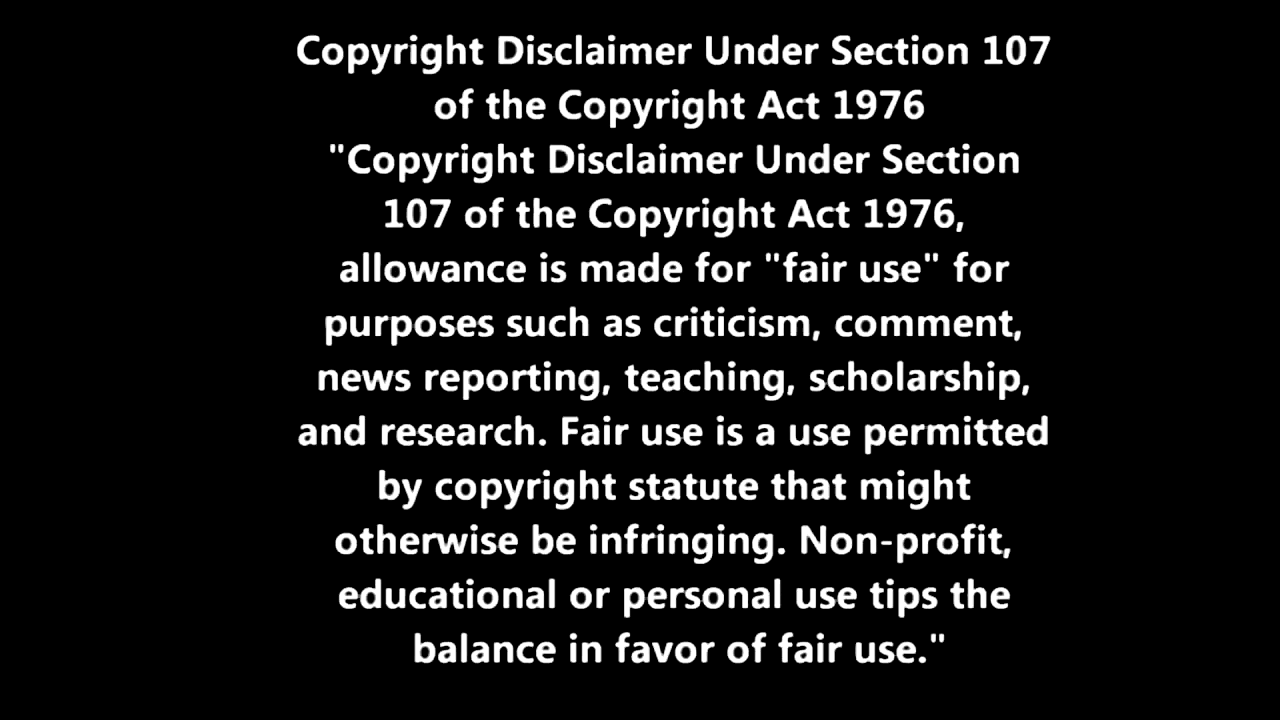 Copyright Disclaimer Under Section 107
of the Copyright Act 1976
"Copyright Disclaimer Under Section
107 of the Copyright Act 1976,
allowance is made for "fair use" for
purposes such as criticism, comment,
news reporting, teaching, scholarship,
and research. Fair use is a use permitted
by copyright statute that might
otherwise be infringing. Non-profit,
educational or personal use tips the
balance in favor of fair use."